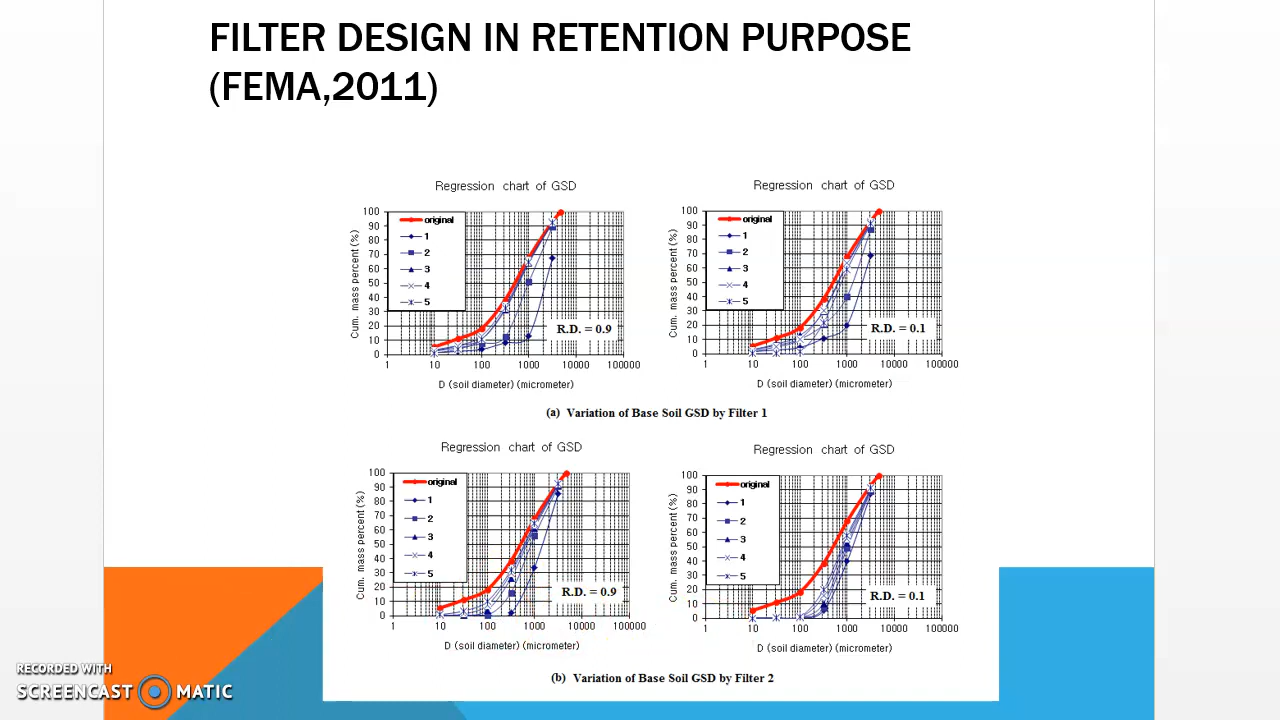 FILTER DESIGN IN RETENTION PURPOSE
(FEMA,2011)
Regression chart of GSD
Cum. mass percent (%)
100
90
80
70
60
50
40
30
20
10
0
original
1
2
3
4
5
R.D. = 0.9
1 10 100 1000 10000 100000
D (soil diameter) (micrometer)
Regression chart of GSD
Cum. mass percent (%)
100
90
80
70
60
50
40
30
20
10
0
original
1
2
3
4
5
R.D. = 0.1
1 10 100 1000 10000 100000
D (soil diameter) (micrometer)
(a) Variation of Base Soil GSD by Filter 1
Regression chart of GSD
Cum. mass percent (%)
100
90
80
70
60
50
40
30
20
10
0
original
1
2
3
4
5
R.D. = 0.9
1 10 100 1000 10000 100000
D (soil diameter) (micrometer)
Regression chart of GSD
Cum. mass percent (%)
100
90
80
70
60
50
40
30
20
10
0
original
1
2
3
4
5
R.D. = 0.1
1 10 100 1000 10000 100000
D (soil diameter) (micrometer)
(b) Variation of Base Soil GSD by Filter 2
RECORDED WITH
SCREENCAST MATIC